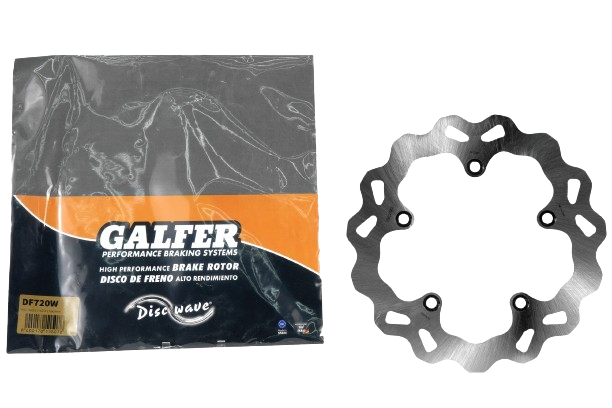 GALFER
PERFORMANCE BRAKING SYSTEMS
HIGH PERFORMANCE BRAKE ROTOR
DISCO DE FRENO ALTO RENDIMIENTO
DF720W
Disc wave®